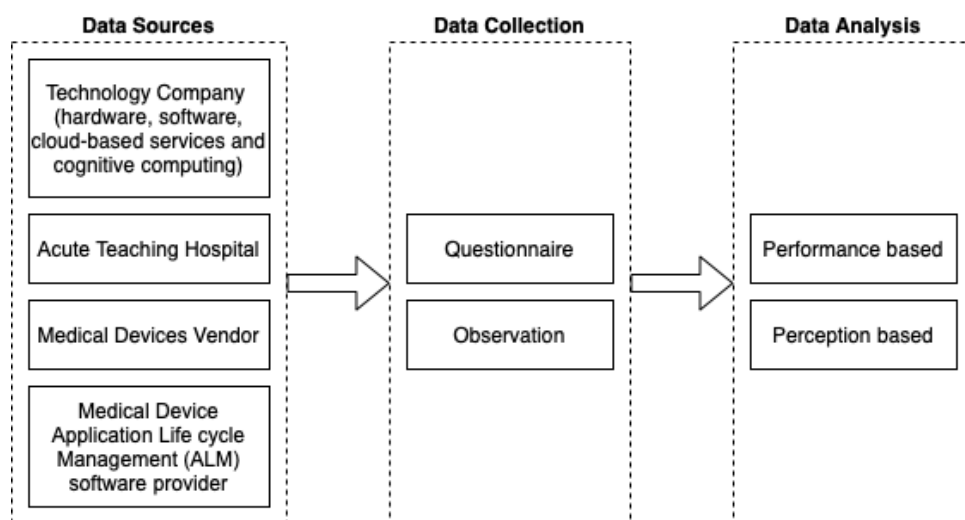 Data Sources
Technology Company
(hardware, software,
cloud-based services and
cognitive computing)
Acute Teaching Hospital
Medical Devices Vendor
Medical Device
Application Life cycle
Management (ALM)
software provider
Data Collection
Questionnaire
Observation
Data Analysis
Performance based
Perception based